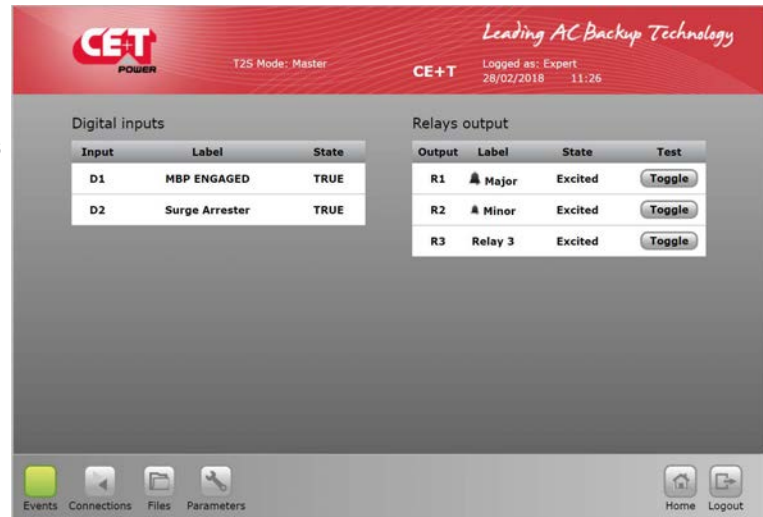 CE+T
POWER
T2S Mode: Master
CE+T
Leading AC Backup Technology
Logged as: Expert
28/02/2018 11:26
Digital inputs
Input Label State
D1 MBP ENGAGED TRUE
D2 Surge Arrester TRUE
Relays output
Output Label State Test
R1 Major Excited Toggle
R2 Minor Excited Toggle
R3 Relay 3 Excited Toggle
Events Connections Files Parameters Home Logout